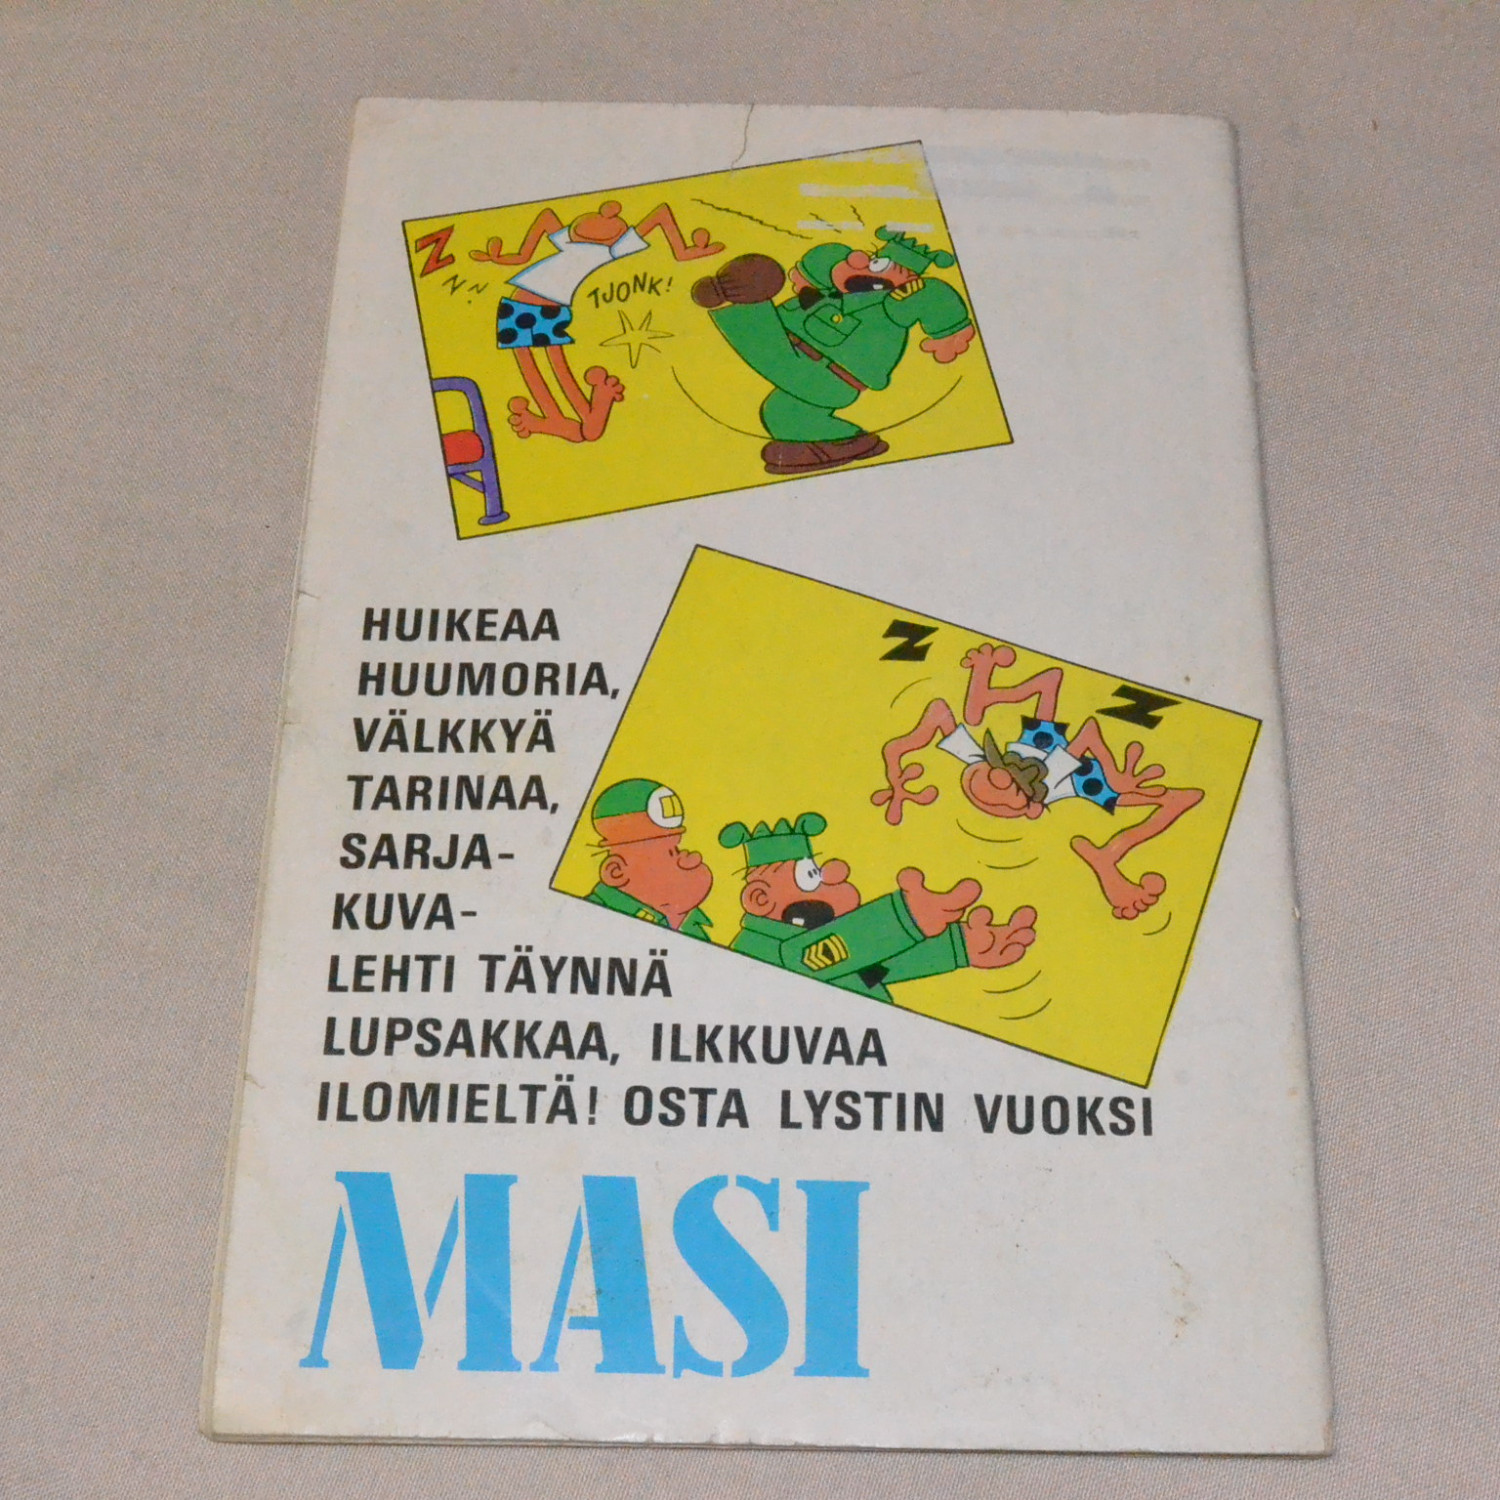 Z
Z
Z
TJONK!
HUIKEAA
HUUMORIA,
VÄLKKYÄ
TARINAA,
SARJA-
KUVA-
LEHTI TÄYNNÄ
LUPSAKKAA, ILKKUVAA
ILOMIELTÄ! OSTA LYSTIN VUOKSI
Z
Z
MASI